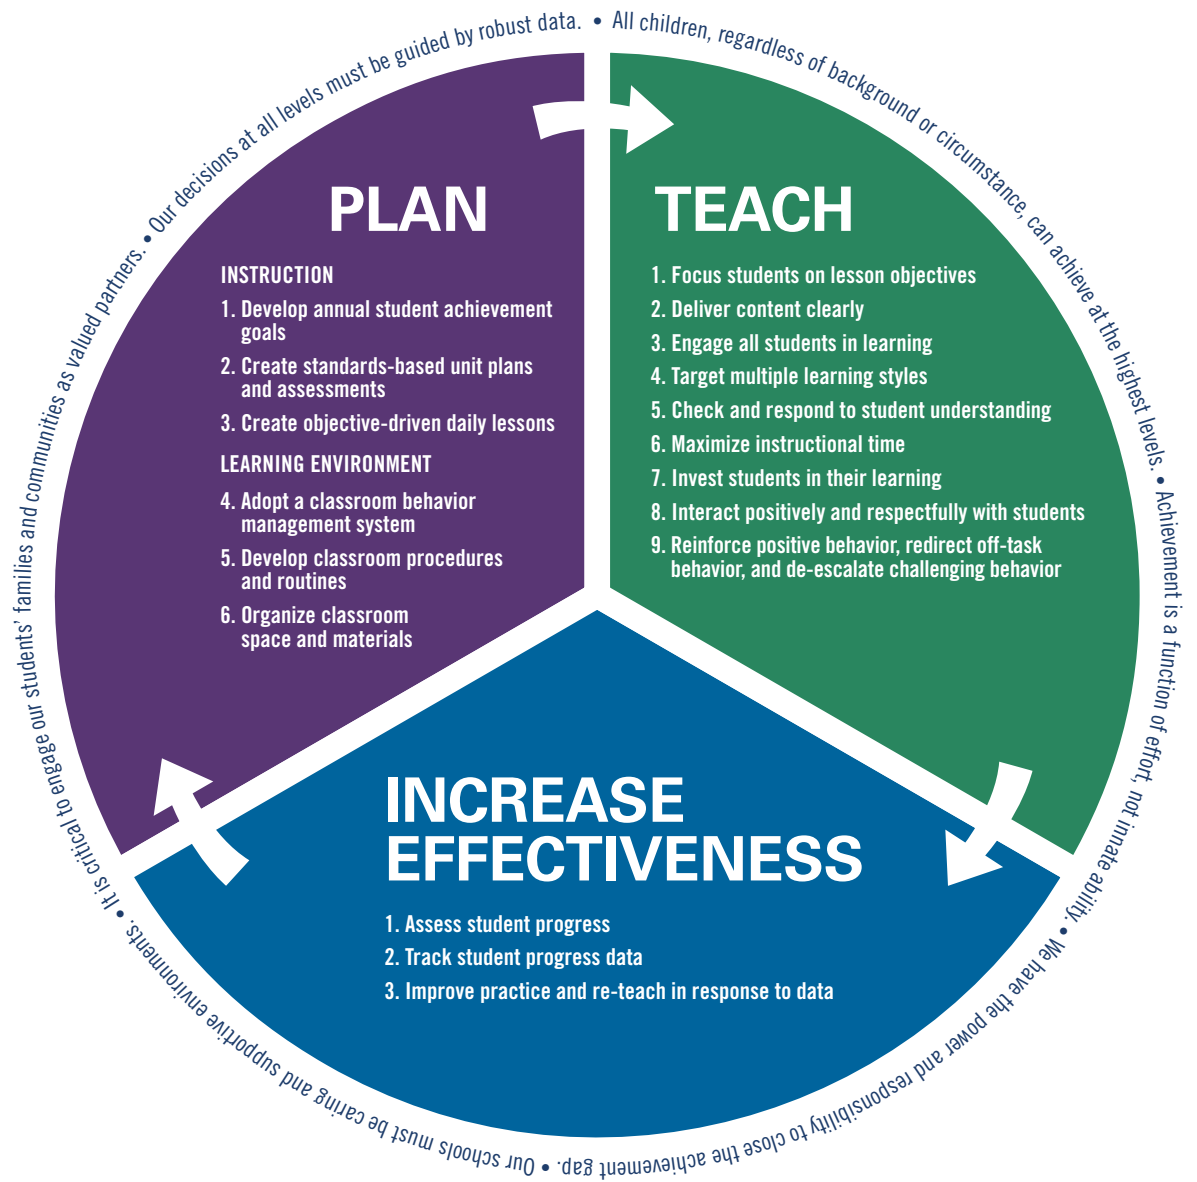 All children, regardless of background or circumstance, can achieve at the highest levels. • Achievement is a function of effort, not innate ability. • We have the power and responsibility to close the achievement gap. • Our schools must be caring and supportive environments. • It is critical to engage our students' families and communities as valued partners. • Our decisions at all levels must be guided by robust data. •
PLAN
INSTRUCTION
1. Develop annual student achievement
goals
2. Create standards-based unit plans
and assessments
3. Create objective-driven daily lessons
LEARNING ENVIRONMENT
4. Adopt a classroom behavior
management system
5. Develop classroom procedures
and routines
6. Organize classroom
space and materials
TEACH
1. Focus students on lesson objectives
2. Deliver content clearly
3. Engage all students in learning
4. Target multiple learning styles
5. Check and respond to student understanding
6. Maximize instructional time
7. Invest students in their learning
8. Interact positively and respectfully with students
9. Reinforce positive behavior, redirect off-task
behavior, and de-escalate challenging behavior
INCREASE
EFFECTIVENESS
1. Assess student progress
2. Track student progress data
3. Improve practice and re-teach in response to data